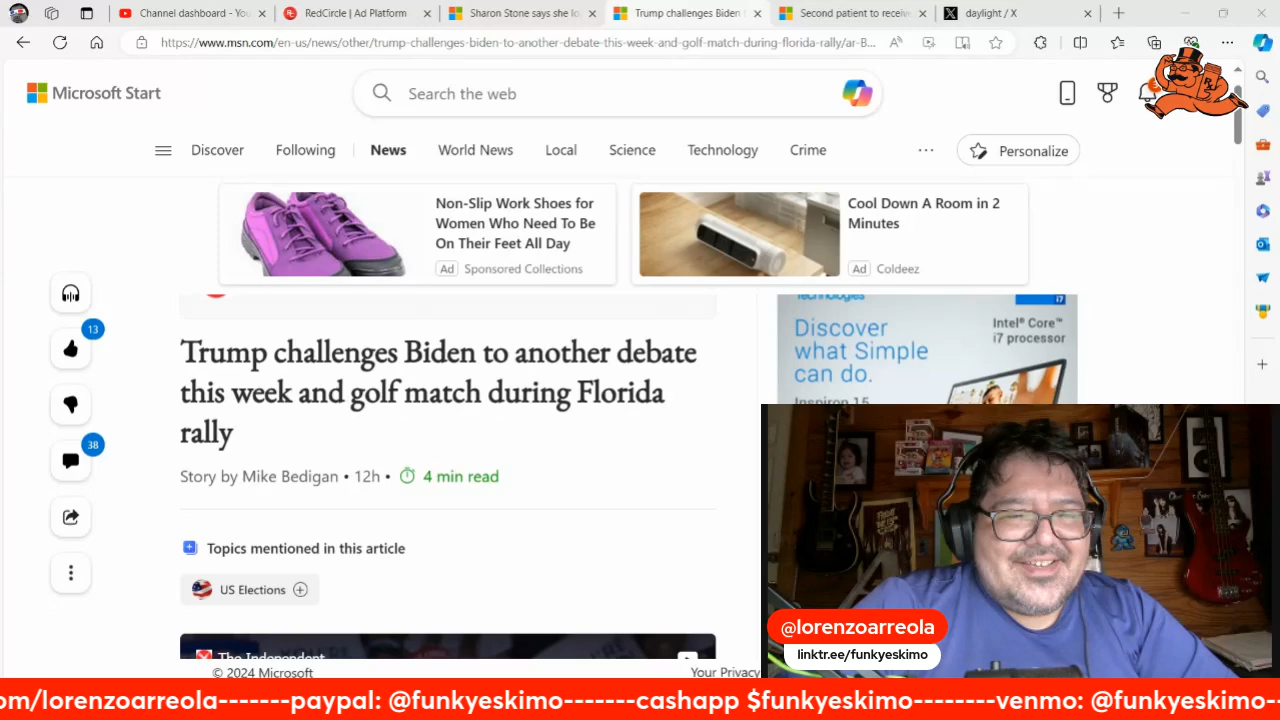 Channel dashboard - You
RedCircle | Ad Platform
Sharon Stone says she lo
Trump challenges Biden t
Second patient to receive
daylight / X
https://www.msn.com/en-us/news/other/trump-challenges-biden-to-another-debate-this-week-and-golf-match-during-florida-rally/ar-B...
Microsoft Start
Search the web
Discover
Following
News
World News
Local
Science
Technology
Crime
Personalize
Non-Slip Work Shoes for
Women Who Need To Be
On Their Feet All Day
Ad Sponsored Collections
Cool Down A Room in 2
Minutes
Ad Coldeez
Technologies
i7
Discover
what Simple
can do.
Intel® Core™
i7 processor
Inspiron 15
13
38
Trump challenges Biden to another debate
this week and golf match during Florida
rally
Story by Mike Bedigan • 12h • 4 min read
Topics mentioned in this article
US Elections
The Independent
© 2024 Microsoft
Your Privacy
@lorenzoarreola
linktr.ee/funkyeskimo
om/lorenzoarreola-------paypal: @funkyeskimo-------cashapp $funkyeskimo--------venmo: @funkyeskimo--